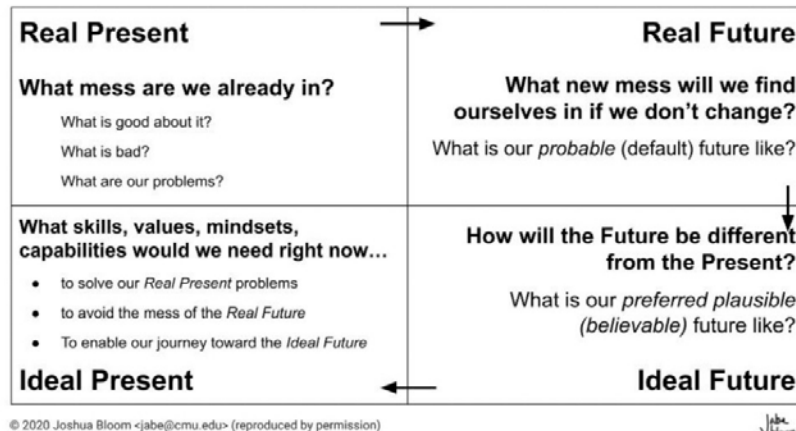 Real Present
What mess are we already in?
What is good about it?
What is bad?
What are our problems?
Real Future
What new mess will we find
ourselves in if we don't change?
What is our probable (default) future like?
What skills, values, mindsets,
capabilities would we need right now…
● to solve our Real Present problems
● to avoid the mess of the Real Future
● To enable our journey toward the Ideal Future
Ideal Present
How will the Future be different
from the Present?
What is our preferred plausible
(believable) future like?
Ideal Future
© 2020 Joshua Bloom <jabe@cmu.edu> (reproduced by permission)
Jabe